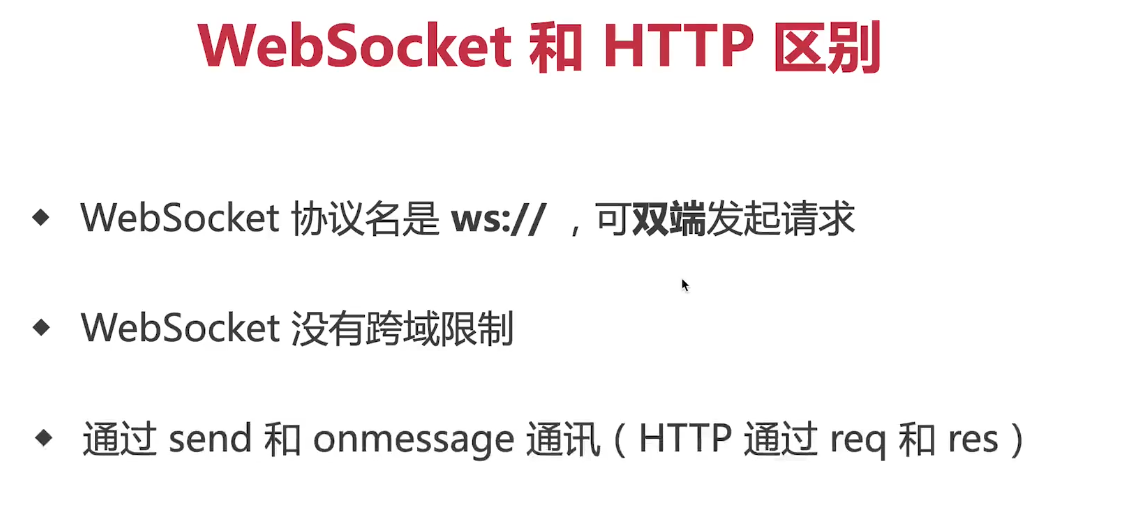 WebSocket 和 HTTP 区别
◆ WebSocket 协议名是 ws:// ，可双端发起请求
◆ WebSocket 没有跨域限制
◆ 通过 send 和 onmessage 通讯（HTTP 通过 req 和 res）